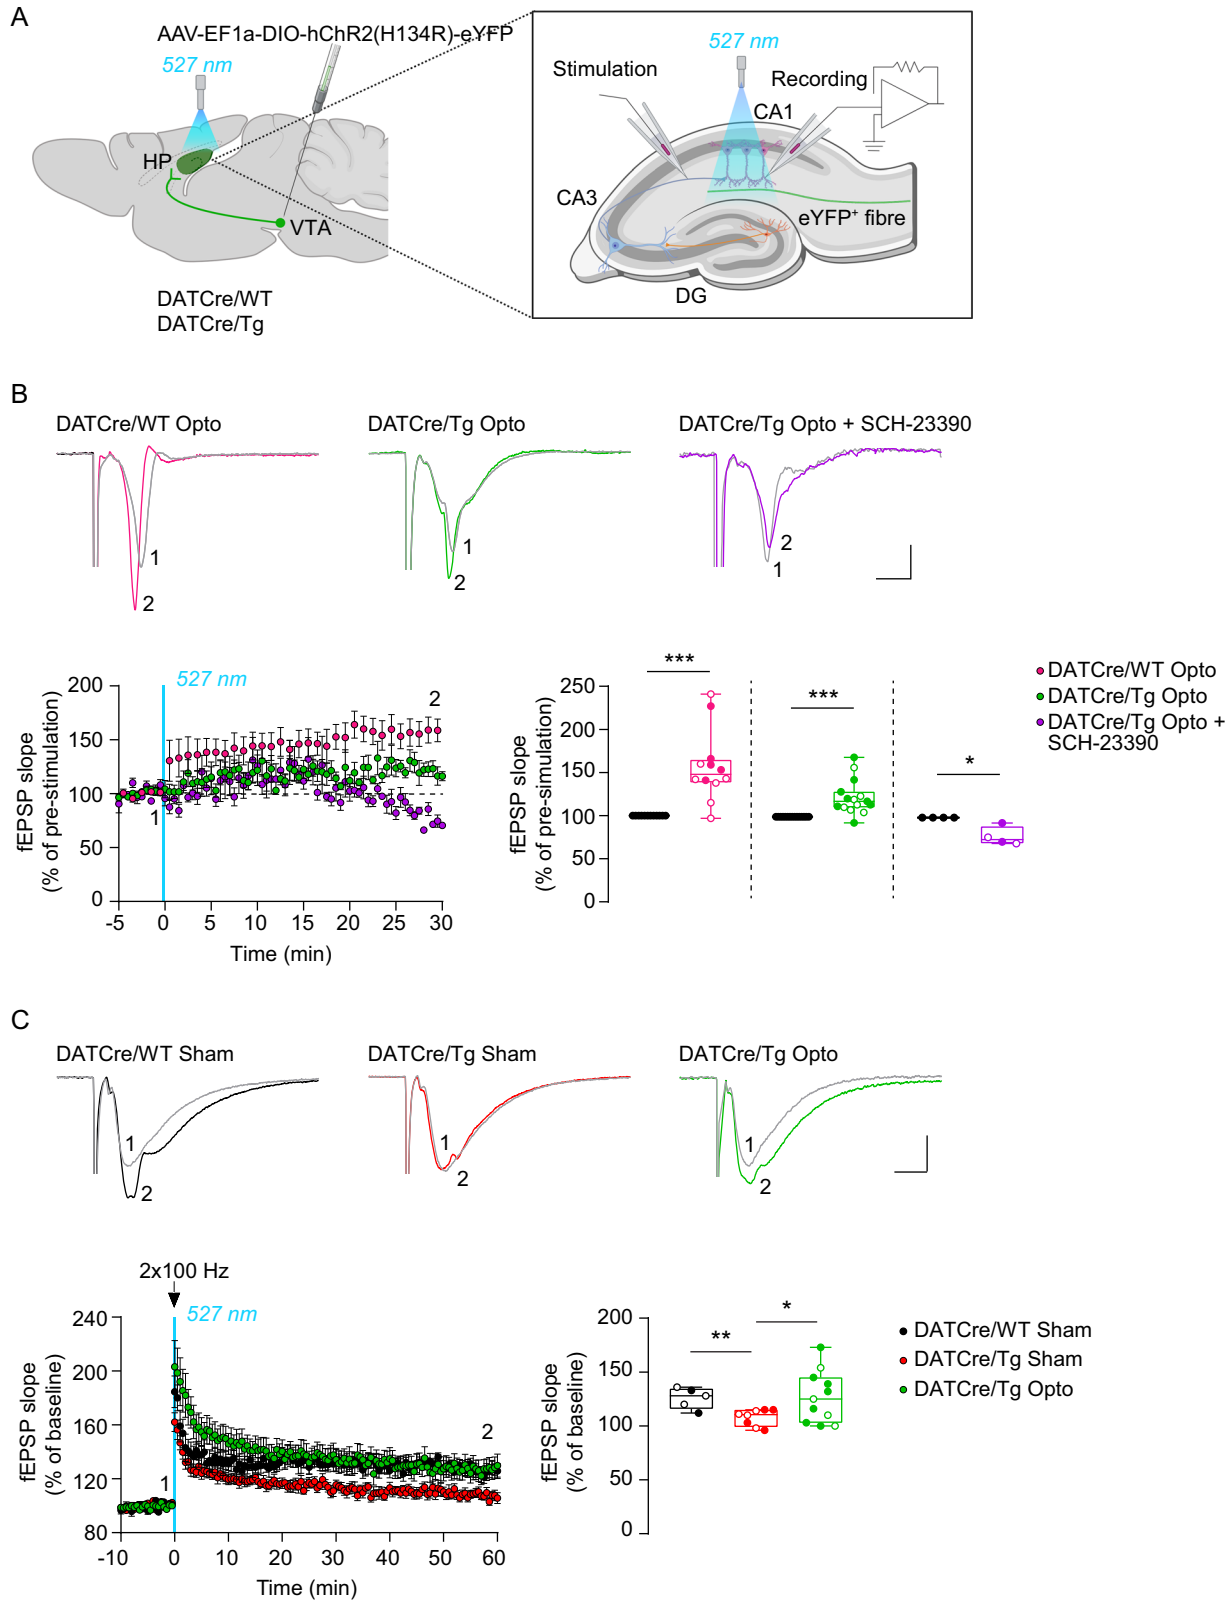 A
AAV-EF1a-DIO-hChR2(H134R)-eYFP
527 nm
HP
VTA
DATCre/WT
DATCre/Tg
527 nm
Stimulation
Recording
CA1
CA3
eYFP⁺ fibre
DG
B
DATCre/WT Opto
DATCre/Tg Opto
DATCre/Tg Opto + SCH-23390
1
2
1
2
2
1
527 nm
fEPSP slope
(% of pre-stimulation)
200
150
100
50
0
1
2
-5 0 5 10 15 20 25 30
Time (min)
fEPSP slope
(% of pre-simulation)
250
200
150
100
50
0
***
***
*
DATCre/WT Opto
DATCre/Tg Opto
DATCre/Tg Opto +
SCH-23390
C
DATCre/WT Sham
DATCre/Tg Sham
DATCre/Tg Opto
1
2
1
2
1
2
2x100 Hz
527 nm
fEPSP slope
(% of baseline)
240
200
160
120
80
1
2
-10 0 10 20 30 40 50 60
Time (min)
fEPSP slope
(% of baseline)
200
150
100
50
0
**
*
DATCre/WT Sham
DATCre/Tg Sham
DATCre/Tg Opto